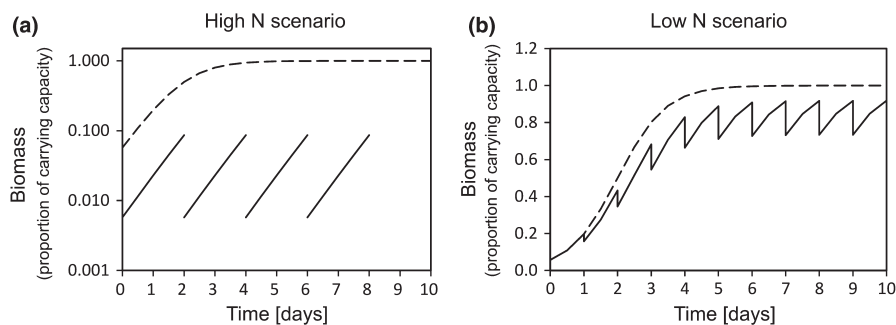 (a)
High N scenario
Biomass
(proportion of carrying capacity)
1.000
0.100
0.010
0.001
0 1 2 3 4 5 6 7 8 9 10
Time [days]
(b)
Low N scenario
Biomass
(proportion of carrying capacity)
1.2
1.0
0.8
0.6
0.4
0.2
0.0
0 1 2 3 4 5 6 7 8 9 10
Time [days]